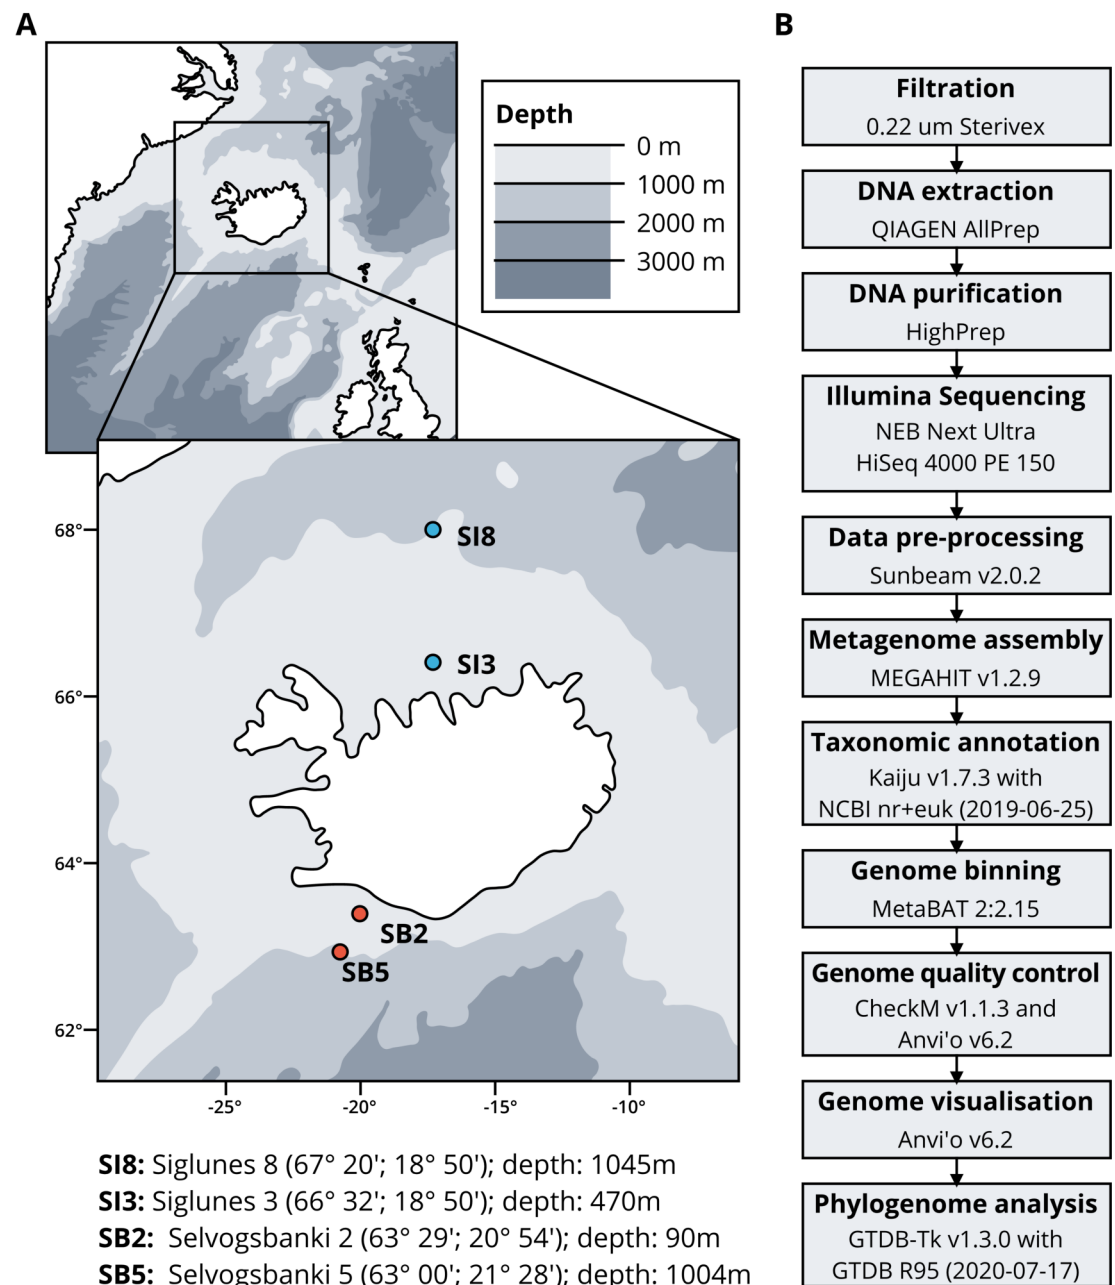 A
Depth
0 m
1000 m
2000 m
3000 m
68°
66°
64°
62°
-25°
-20°
-15°
-10°
SI8
SI3
SB2
SB5
SI8: Siglunes 8 (67° 20'; 18° 50'); depth: 1045m
SI3: Siglunes 3 (66° 32'; 18° 50'); depth: 470m
SB2: Selvogsbanki 2 (63° 29'; 20° 54'); depth: 90m
SB5: Selvogsbanki 5 (63° 00'; 21° 28'); depth: 1004m
B
Filtration
0.22 um Sterivex
DNA extraction
QIAGEN AllPrep
DNA purification
HighPrep
Illumina Sequencing
NEB Next Ultra
HiSeq 4000 PE 150
Data pre-processing
Sunbeam v2.0.2
Metagenome assembly
MEGAHIT v1.2.9
Taxonomic annotation
Kaiju v1.7.3 with
NCBI nr+euk (2019-06-25)
Genome binning
MetaBAT 2:2.15
Genome quality control
CheckM v1.1.3 and
Anvi'o v6.2
Genome visualisation
Anvi'o v6.2
Phylogenome analysis
GTDB-Tk v1.3.0 with
GTDB R95 (2020-07-17)